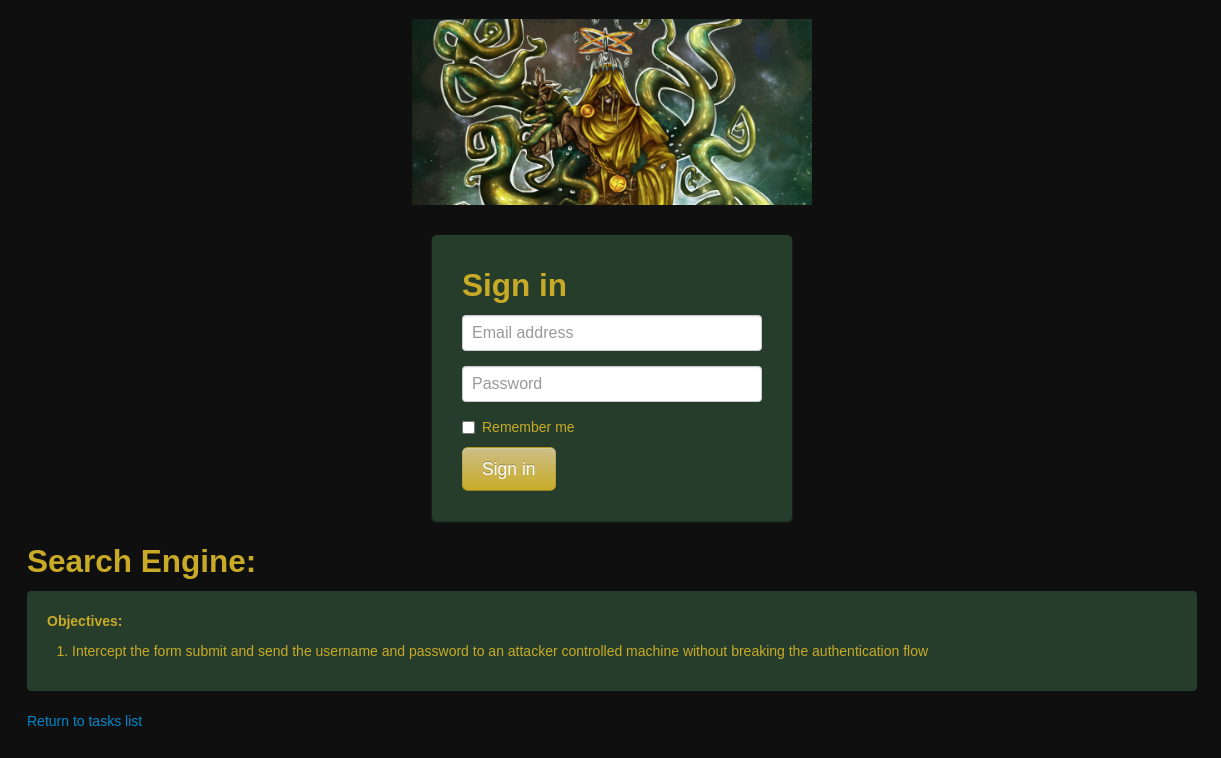 Sign in
Email address
Password
Remember me
Sign in
Search Engine:
Objectives:
1. Intercept the form submit and send the username and password to an attacker controlled machine without breaking the authentication flow
Return to tasks list